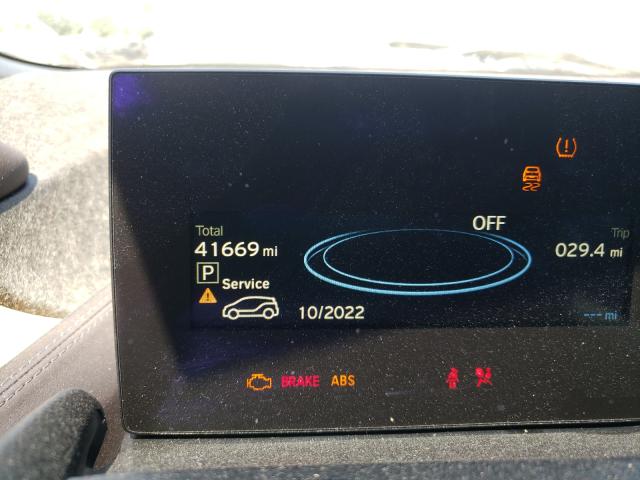 OFF
Total
Trip
41669 mi
029.4 mi
P
Service
10/2022
--- mi
BRAKE ABS